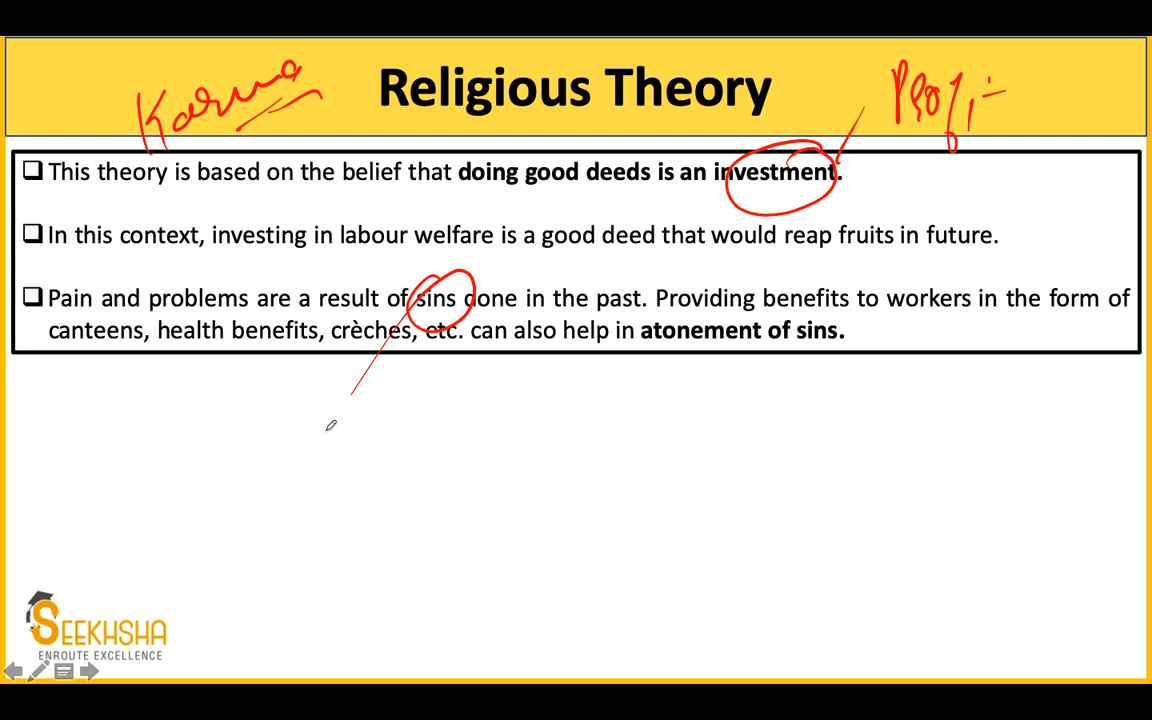 Karma
Religious Theory
❑ This theory is based on the belief that doing good deeds is an investment.
❑ In this context, investing in labour welfare is a good deed that would reap fruits in future.
❑ Pain and problems are a result of sins done in the past. Providing benefits to workers in the form of
canteens, health benefits, crèches, etc. can also help in atonement of sins.
SEEKHSHA
ENROUTE EXCELLENCE